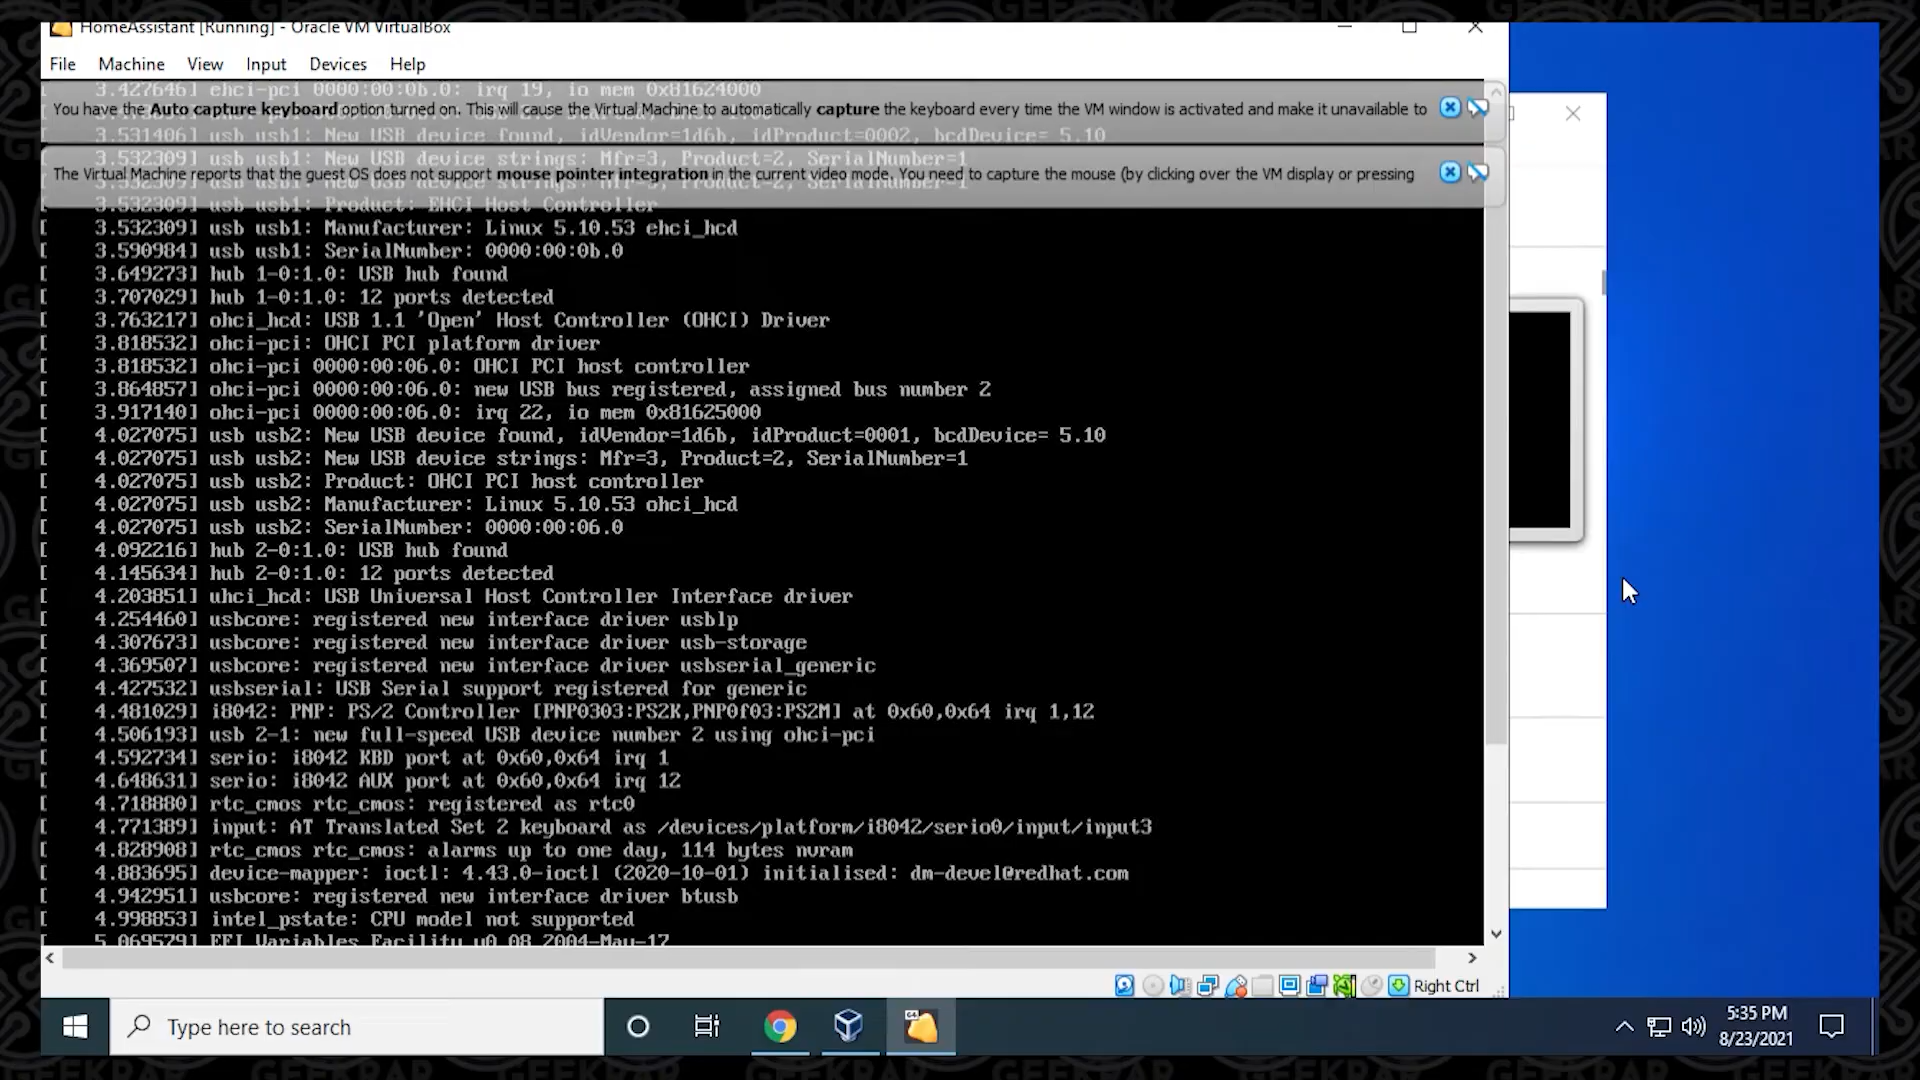 HomeAssistant [Running] - Oracle VM VirtualBox
File Machine View Input Devices Help
3.427646] ehci-pci 0000:00:0b.0: irq 19, io mem 0x81624000
You have the Auto capture keyboard option turned on. This will cause the Virtual Machine to automatically capture the keyboard every time the VM window is activated and make it unavailable to
3.531406] usb usb1: New USB device found, idVendor=1d6b, idProduct=0002, bcdDevice= 5.10
3.532309] usb usb1: New USB device strings: Mfr=3, Product=2, SerialNumber=1
The Virtual Machine reports that the guest OS does not support mouse pointer integration in the current video mode. You need to capture the mouse (by clicking over the VM display or pressing
3.532309] usb usb1: Product: EHCI Host Controller
[ 3.532309] usb usb1: Manufacturer: Linux 5.10.53 ehci_hcd
[ 3.590984] usb usb1: SerialNumber: 0000:00:0b.0
[ 3.649273] hub 1-0:1.0: USB hub found
[ 3.707029] hub 1-0:1.0: 12 ports detected
[ 3.763217] ohci_hcd: USB 1.1 'Open' Host Controller (OHCI) Driver
[ 3.818532] ohci-pci: OHCI PCI platform driver
[ 3.818532] ohci-pci 0000:00:06.0: OHCI PCI host controller
[ 3.864857] ohci-pci 0000:00:06.0: new USB bus registered, assigned bus number 2
[ 3.917140] ohci-pci 0000:00:06.0: irq 22, io mem 0x81625000
[ 4.027075] usb usb2: New USB device found, idVendor=1d6b, idProduct=0001, bcdDevice= 5.10
[ 4.027075] usb usb2: New USB device strings: Mfr=3, Product=2, SerialNumber=1
[ 4.027075] usb usb2: Product: OHCI PCI host controller
[ 4.027075] usb usb2: Manufacturer: Linux 5.10.53 ohci_hcd
[ 4.027075] usb usb2: SerialNumber: 0000:00:06.0
[ 4.092216] hub 2-0:1.0: USB hub found
[ 4.145634] hub 2-0:1.0: 12 ports detected
[ 4.203851] uhci_hcd: USB Universal Host Controller Interface driver
[ 4.254460] usbcore: registered new interface driver usblp
[ 4.307673] usbcore: registered new interface driver usb-storage
[ 4.369507] usbcore: registered new interface driver usbserial_generic
[ 4.427532] usbserial: USB Serial support registered for generic
[ 4.481029] i8042: PNP: PS/2 Controller [PNP0303:PS2K,PNP0f03:PS2M] at 0x60,0x64 irq 1,12
[ 4.506193] usb 2-1: new full-speed USB device number 2 using ohci-pci
[ 4.592734] serio: i8042 KBD port at 0x60,0x64 irq 1
[ 4.648631] serio: i8042 AUX port at 0x60,0x64 irq 12
[ 4.718880] rtc_cmos rtc_cmos: registered as rtc0
[ 4.771389] input: AT Translated Set 2 keyboard as /devices/platform/i8042/serio0/input/input3
[ 4.828908] rtc_cmos rtc_cmos: alarms up to one day, 114 bytes nvram
[ 4.883695] device-mapper: ioctl: 4.43.0-ioctl (2020-10-01) initialised: dm-devel@redhat.com
[ 4.942951] usbcore: registered new interface driver btusb
[ 4.998853] intel_pstate: CPU model not supported
[ 5.069579] EFI Variables Facility v0.08 2004-May-17
Right Ctrl
Type here to search
5:35 PM
8/23/2021